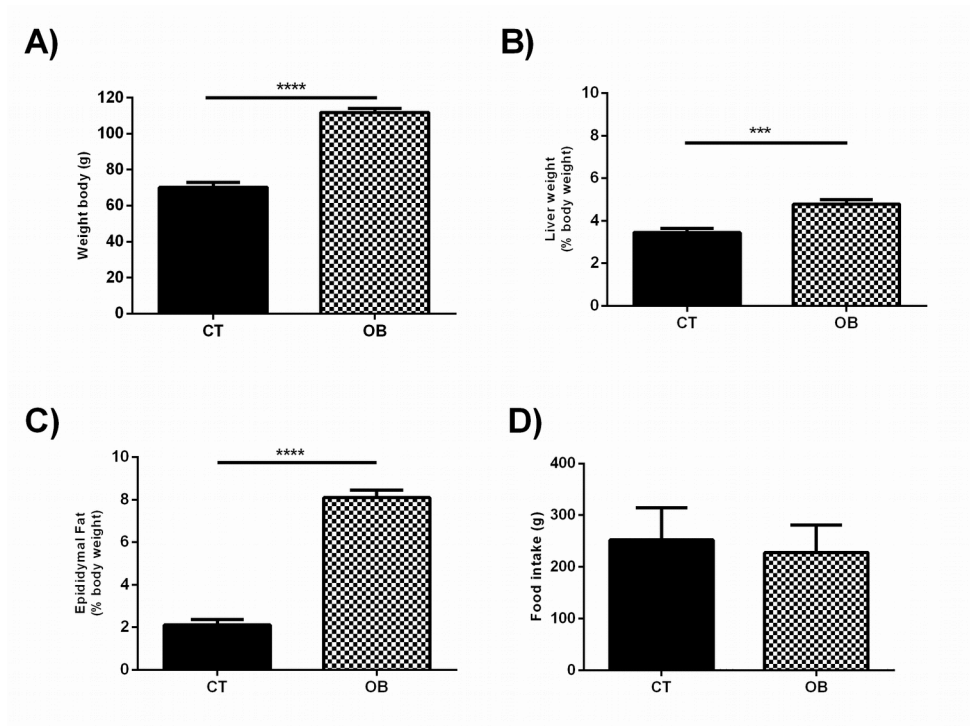 A)
****
Weight body (g)
120
100
80
60
40
20
0
CT OB
B)
***
Liver weight
(% body weight)
10
8
6
4
2
0
CT OB
C)
****
Epididymal Fat
(% body weight)
10
8
6
4
2
0
CT OB
D)
Food intake (g)
400
300
200
100
0
CT OB